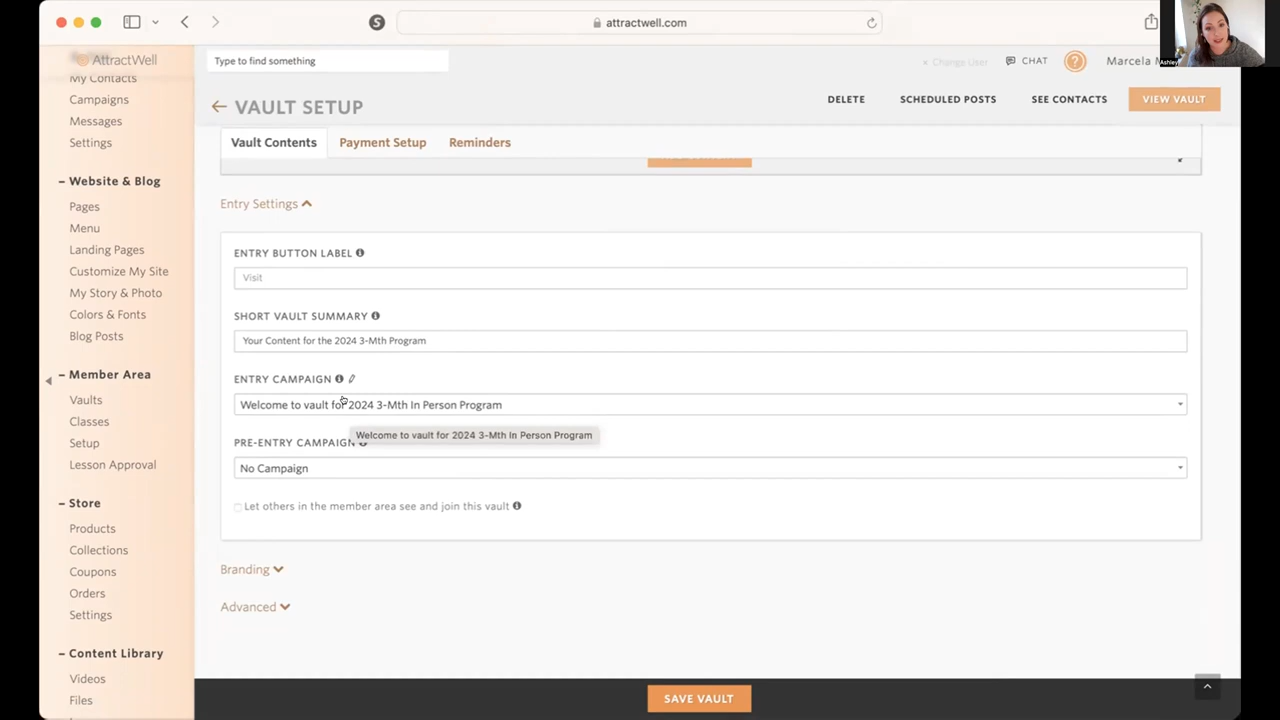 attractwell.com
Ashley
AttractWell
My Contacts
Campaigns
Messages
Settings
– Website & Blog
Pages
Menu
Landing Pages
Customize My Site
My Story & Photo
Colors & Fonts
Blog Posts
– Member Area
Vaults
Classes
Setup
Lesson Approval
– Store
Products
Collections
Coupons
Orders
Settings
– Content Library
Videos
Files
Type to find something
× Change User
CHAT
?
Marcela
VAULT SETUP
DELETE
SCHEDULED POSTS
SEE CONTACTS
VIEW VAULT
Vault Contents
Payment Setup
Reminders
Entry Settings
ENTRY BUTTON LABEL
Visit
SHORT VAULT SUMMARY
Your Content for the 2024 3-Mth Program
ENTRY CAMPAIGN
Welcome to vault for 2024 3-Mth In Person Program
Welcome to vault for 2024 3-Mth In Person Program
PRE-ENTRY CAMPAIGN
No Campaign
Let others in the member area see and join this vault
Branding
Advanced
SAVE VAULT